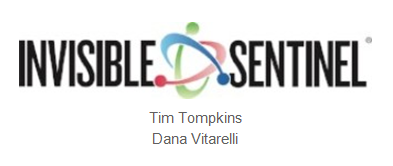 INVISIBLE SENTINEL®
Tim Tompkins
Dana Vitarelli